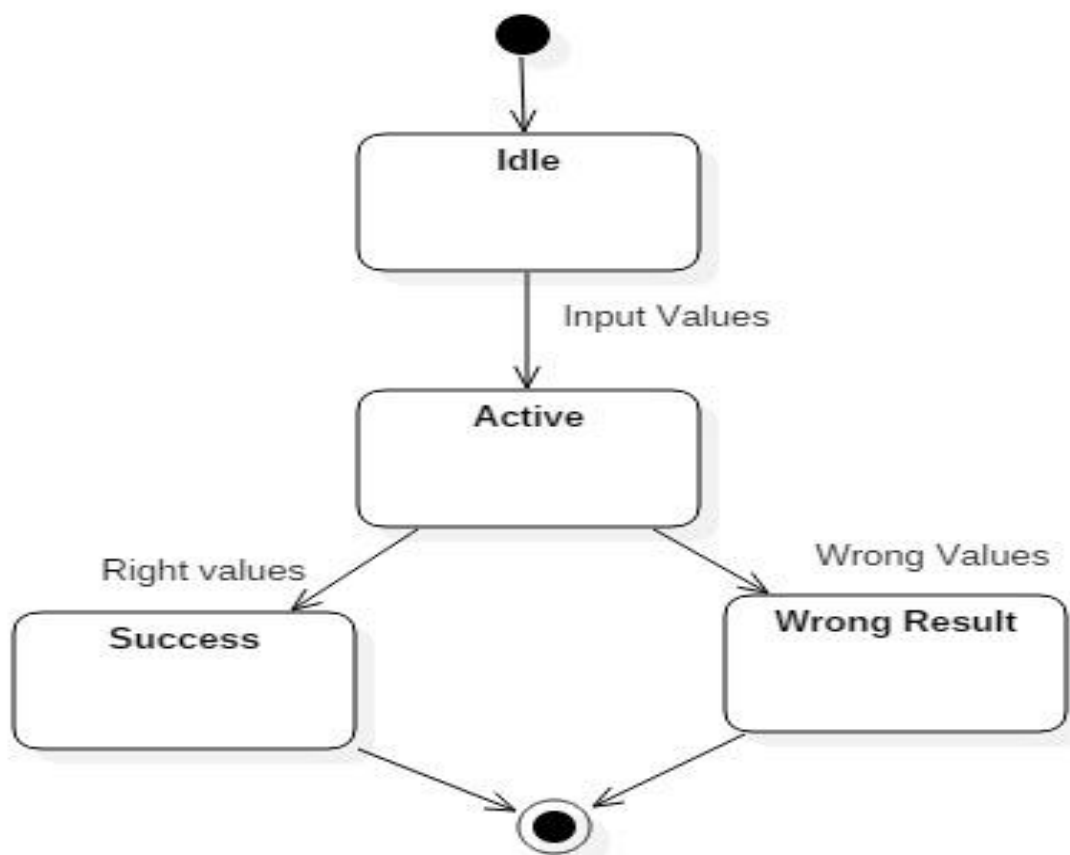 Idle
Input Values
Active
Right values
Wrong Values
Success
Wrong Result